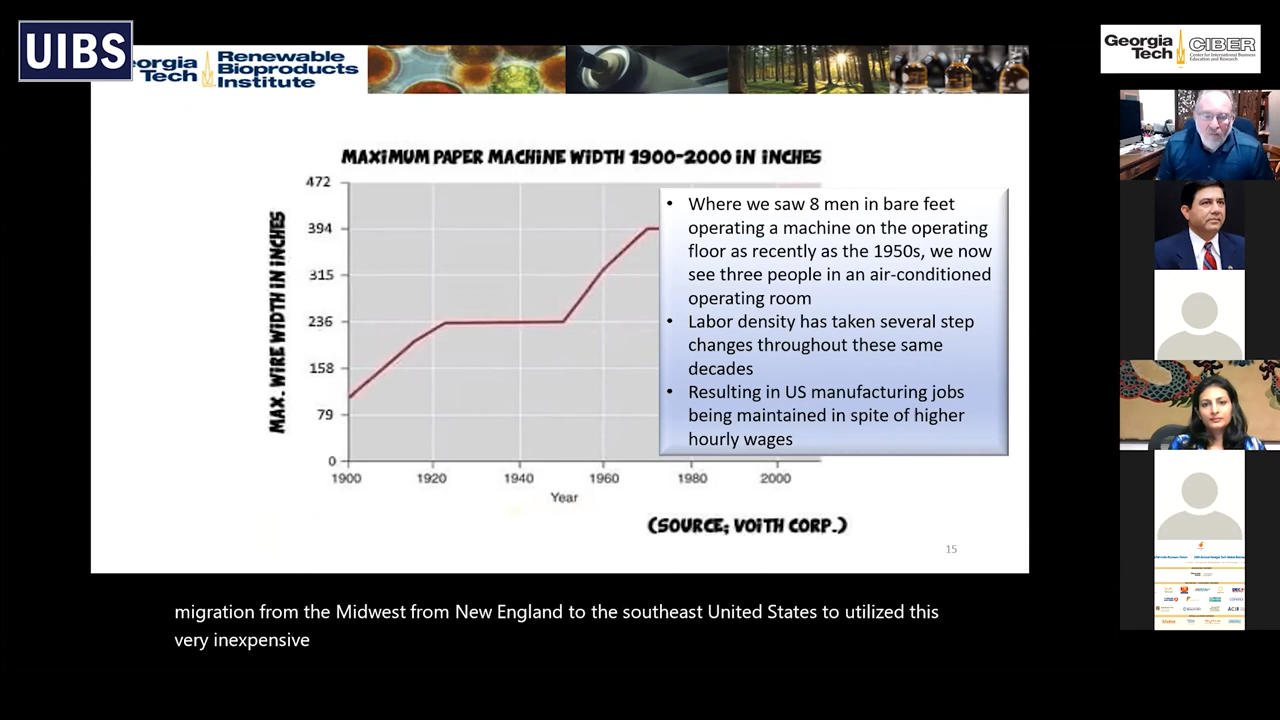 UIBS
orgia
Tech
Renewable
Bioproducts
Institute
Georgia
Tech
CIBER
Center for International Business
Education and Research
MAXIMUM PAPER MACHINE WIDTH 1900-2000 IN INCHES
MAX. WIRE WIDTH IN INCHES
472
394
315
236
158
79
0
1900
1920
1940
1960
1980
2000
Year
• Where we saw 8 men in bare feet
operating a machine on the operating
floor as recently as the 1950s, we now
see three people in an air-conditioned
operating room
• Labor density has taken several step
changes throughout these same
decades
• Resulting in US manufacturing jobs
being maintained in spite of higher
hourly wages
(SOURCE; VOITH CORP.)
15
migration from the Midwest from New England to the southeast United States to utilized this
very inexpensive